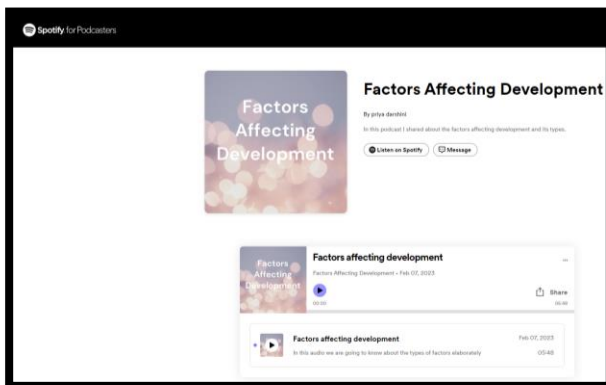 Spotify for Podcasters
Factors
Affecting
Development
Factors Affecting Development
By priya darshini
In this podcast I shared about the factors affecting development and its types.
Listen on Spotify
Message
Factors
Affecting
Development
Factors affecting development
Factors Affecting Development • Feb 07, 2023
Share
00:00
05:48
Factors affecting development
Feb 07, 2023
In this audio we are going to know about the types of factors elaborately
05:48